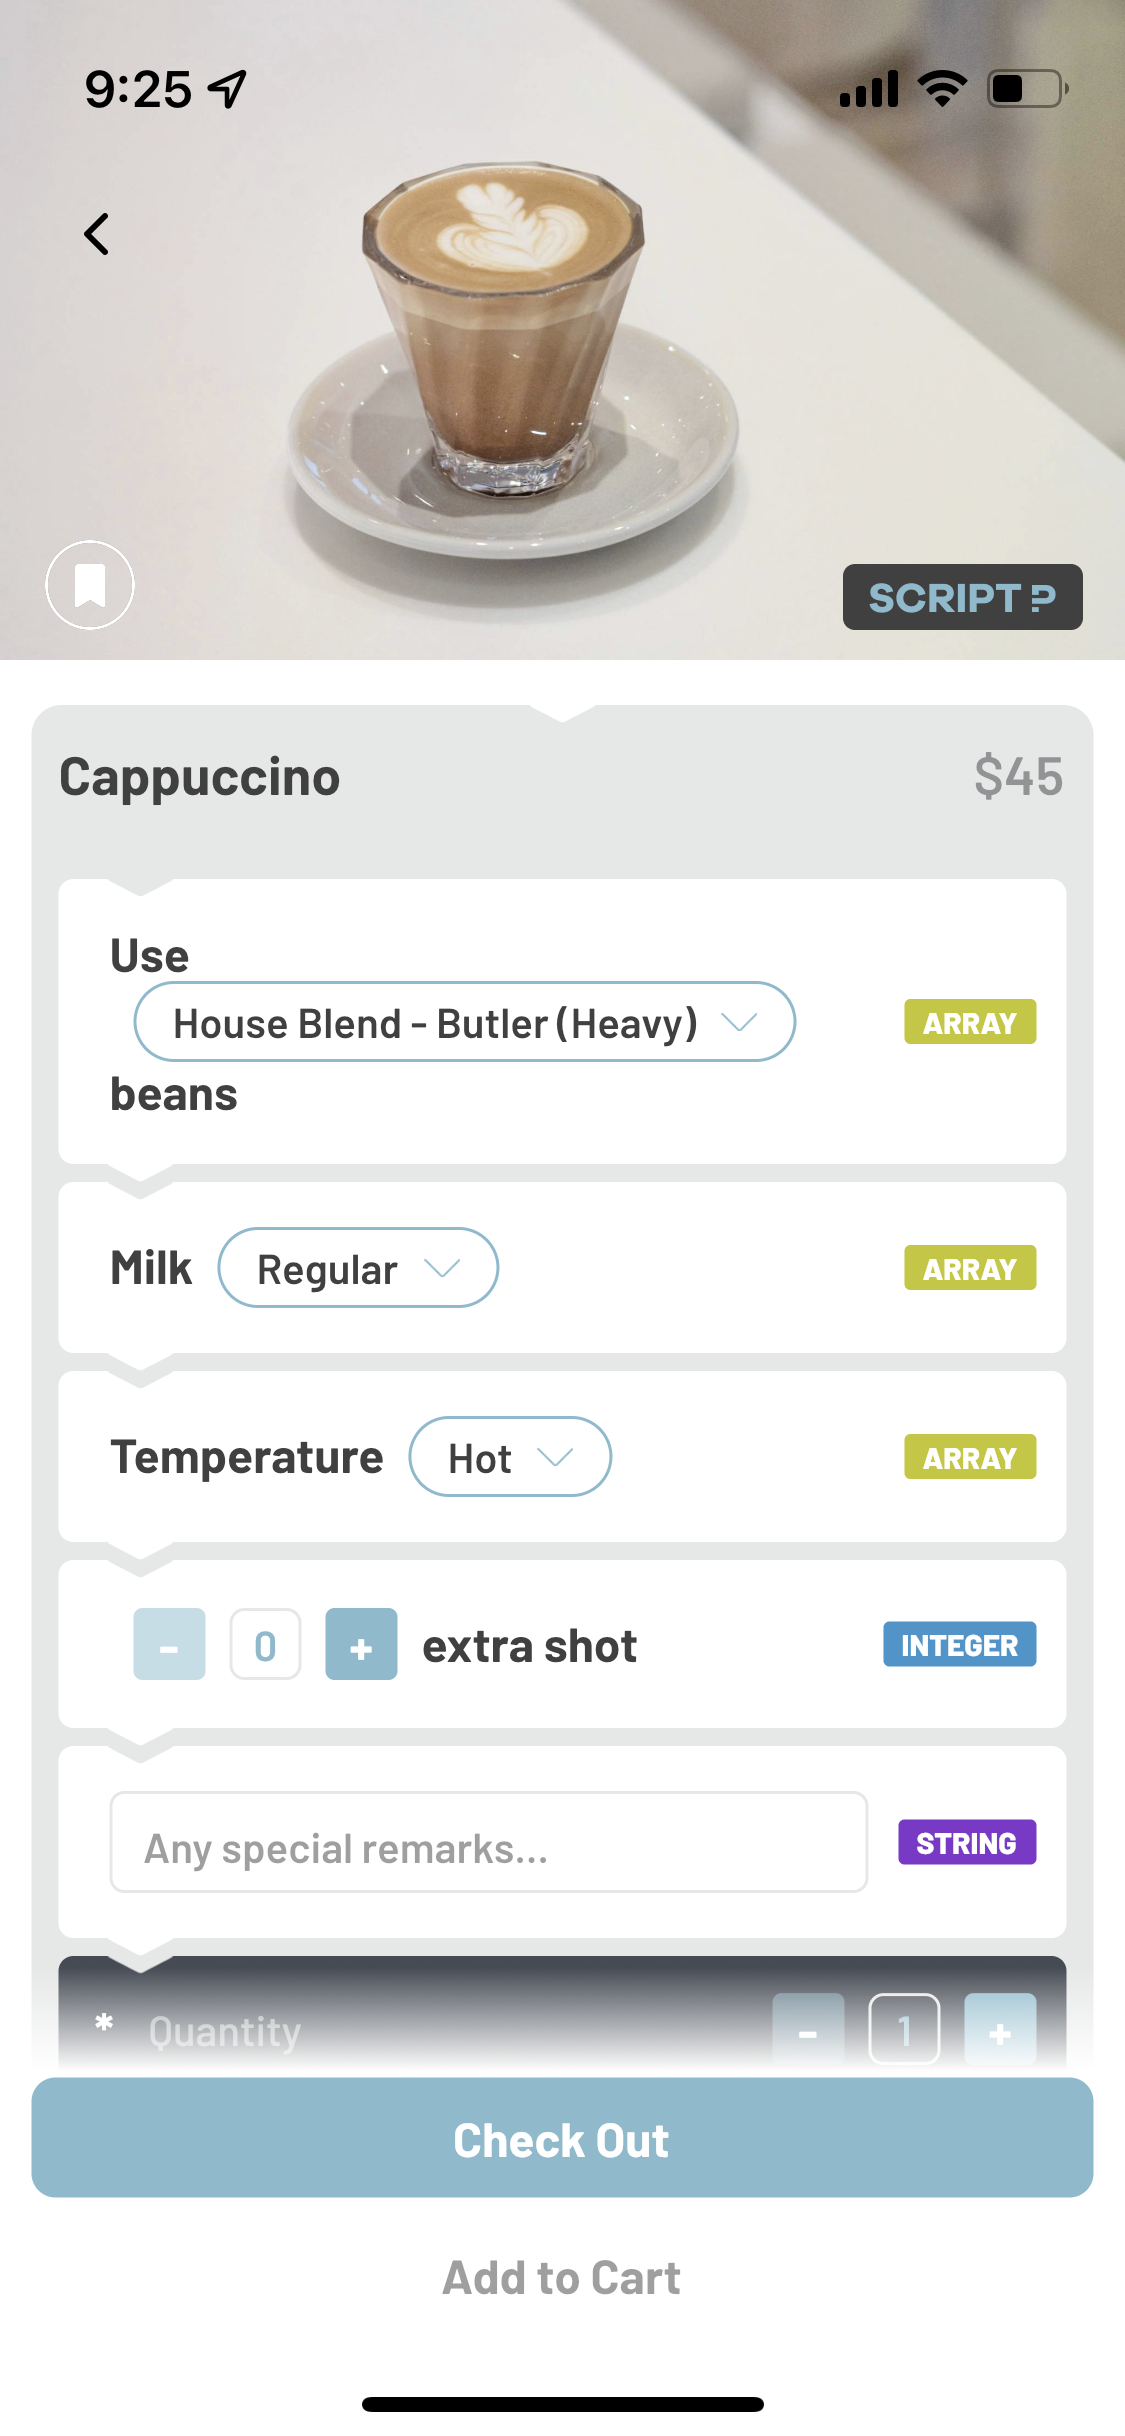 9:25
SCRIPT
Cappuccino $45
Use
House Blend - Butler (Heavy) ARRAY
beans
Milk Regular ARRAY
Temperature Hot ARRAY
- 0 + extra shot INTEGER
Any special remarks... STRING
* Quantity - 1 +
Check Out
Add to Cart